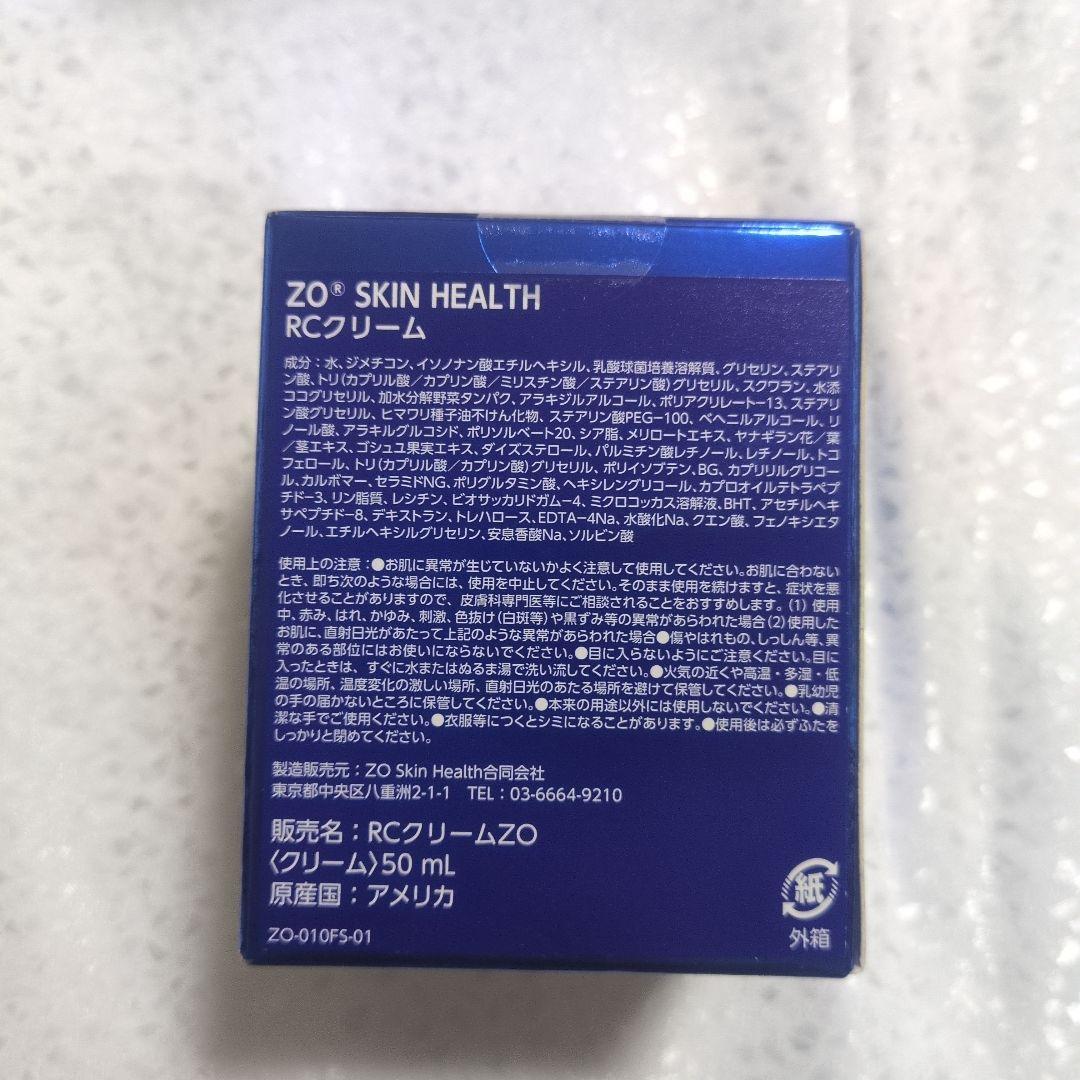 ZO® SKIN HEALTH
RCクリーム
成分：水、ジメチコン、イソノナン酸エチルヘキシル、乳酸球菌培養溶解質、グリセリン、ステアリ
ン酸、トリ(カプリル酸／カプリン酸／ミリスチン酸／ステアリン酸)グリセリル、スクワラン、水添
ココグリセリル、加水分解野菜タンパク、アラキジルアルコール、ポリアクリレート-13、ステアリ
ン酸グリセリル、ヒマワリ種子油不けん化物、ステアリン酸PEG-100、ベヘニルアルコール、リ
ノール酸、アラキルグルコシド、ポリソルベート20、シア脂、メリロートエキス、ヤナギラン花／葉
／茎エキス、ゴシュユ果実エキス、ダイズステロール、パルミチン酸レチノール、レチノール、トコ
フェロール、トリ(カプリル酸／カプリン酸)グリセリル、ポリイソブテン、BG、カプリリルグリコー
ル、カルボマー、セラミドNG、ポリグルタミン酸、ヘキシレングリコール、カプロオイルテトラペプ
チド-3、リン脂質、レシチン、ビオサッカリドガム-4、ミクロコッカス溶解液、BHT、アセチルヘキ
サペプチド-8、デキストラン、トレハロース、EDTA-4Na、水酸化Na、クエン酸、フェノキシエタ
ノール、エチルヘキシルグリセリン、安息香酸Na、ソルビン酸
使用上の注意：●お肌に異常が生じていないかよく注意して使用してください。お肌に合わない
とき、即ち次のような場合には、使用を中止してください。そのまま使用を続けますと、症状を悪
化させることがありますので、皮膚科専門医等にご相談されることをおすすめします。(1) 使用
中、赤み、はれ、かゆみ、刺激、色抜け(白斑等)や黒ずみ等の異常があらわれた場合(2)使用した
お肌に、直射日光があたって上記のような異常があらわれた場合●傷やはれもの、しっしん等、異
常のある部位にはお使いにならないでください。●目に入らないようにご注意ください。目に
入ったときは、すぐに水またはぬるま湯で洗い流してください。●火気の近くや高温・多湿・低
温の場所、温度変化の激しい場所、直射日光のあたる場所を避けて保管してください。●乳幼児
の手の届かないところに保管してください。●本来の用途以外には使用しないでください。●清
潔な手でご使用ください。●衣服等につくとシミになることがあります。●使用後は必ずふたを
しっかりと閉めてください。
製造販売元：ZO Skin Health合同会社
東京都中央区八重洲2-1-1　TEL：03-6664-9210
販売名：RCクリームZO
〈クリーム〉50 mL
原産国：アメリカ
紙
ZO-010FS-01
外箱